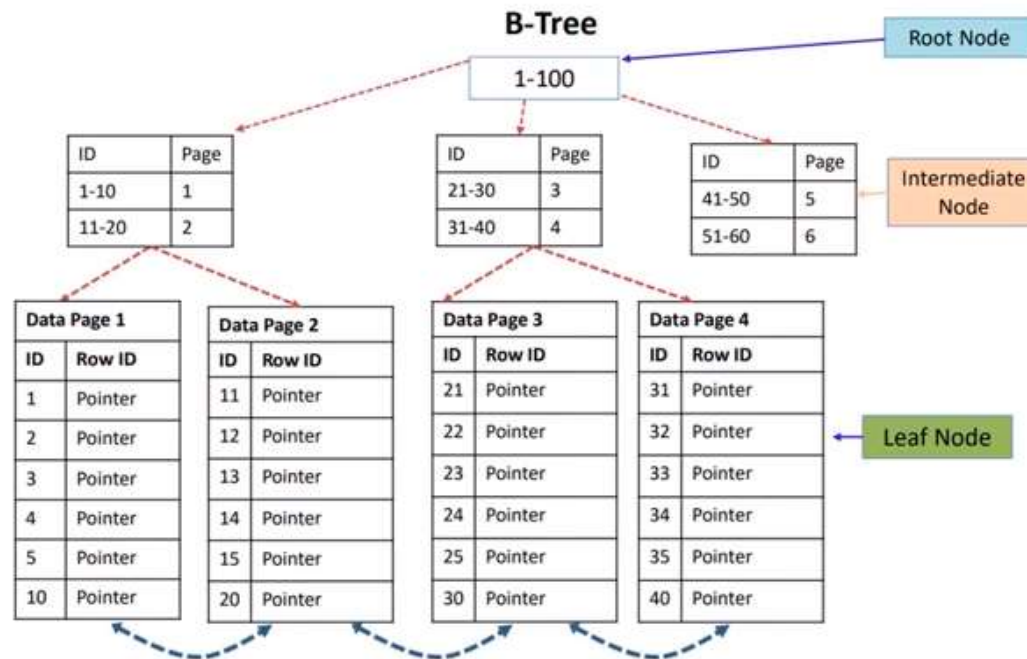 B-Tree
Root Node
1-100
ID Page
1-10 1
11-20 2
ID Page
21-30 3
31-40 4
ID Page
41-50 5
51-60 6
Intermediate
Node
Data Page 1
ID Row ID
1 Pointer
2 Pointer
3 Pointer
4 Pointer
5 Pointer
10 Pointer
Data Page 2
ID Row ID
11 Pointer
12 Pointer
13 Pointer
14 Pointer
15 Pointer
20 Pointer
Data Page 3
ID Row ID
21 Pointer
22 Pointer
23 Pointer
24 Pointer
25 Pointer
30 Pointer
Data Page 4
ID Row ID
31 Pointer
32 Pointer
33 Pointer
34 Pointer
35 Pointer
40 Pointer
Leaf Node